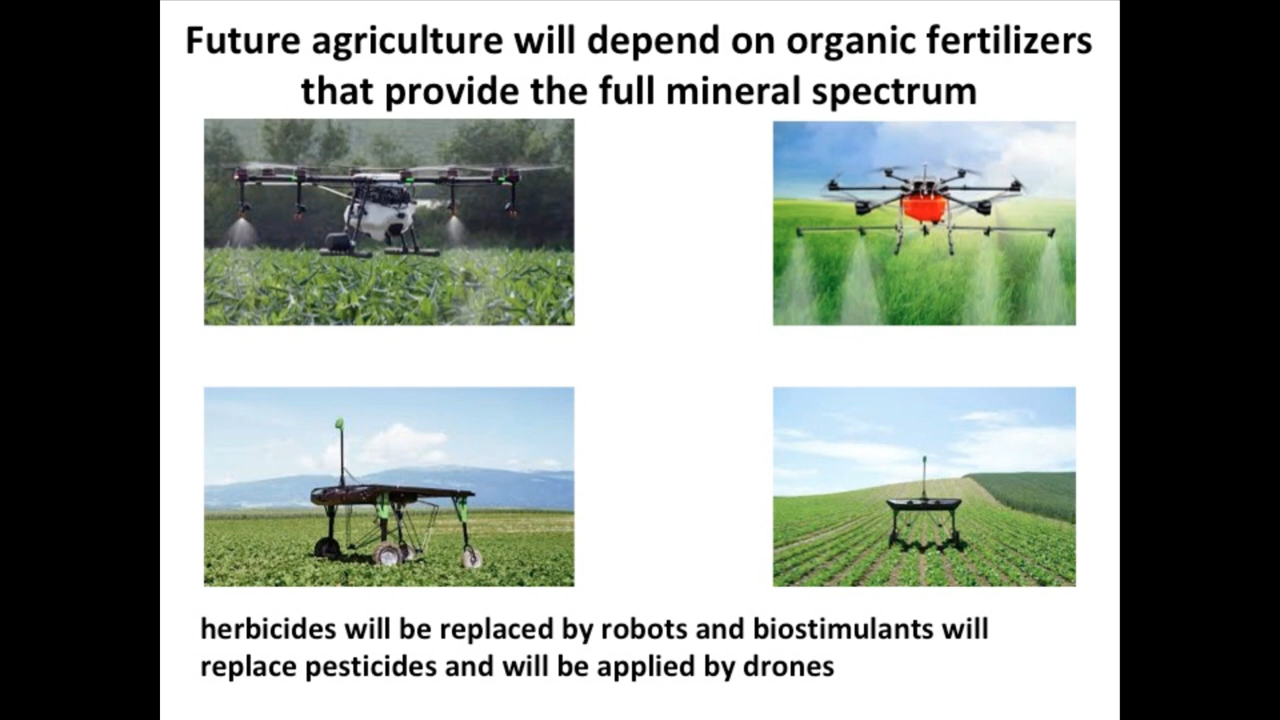 Future agriculture will depend on organic fertilizers
that provide the full mineral spectrum
herbicides will be replaced by robots and biostimulants will
replace pesticides and will be applied by drones